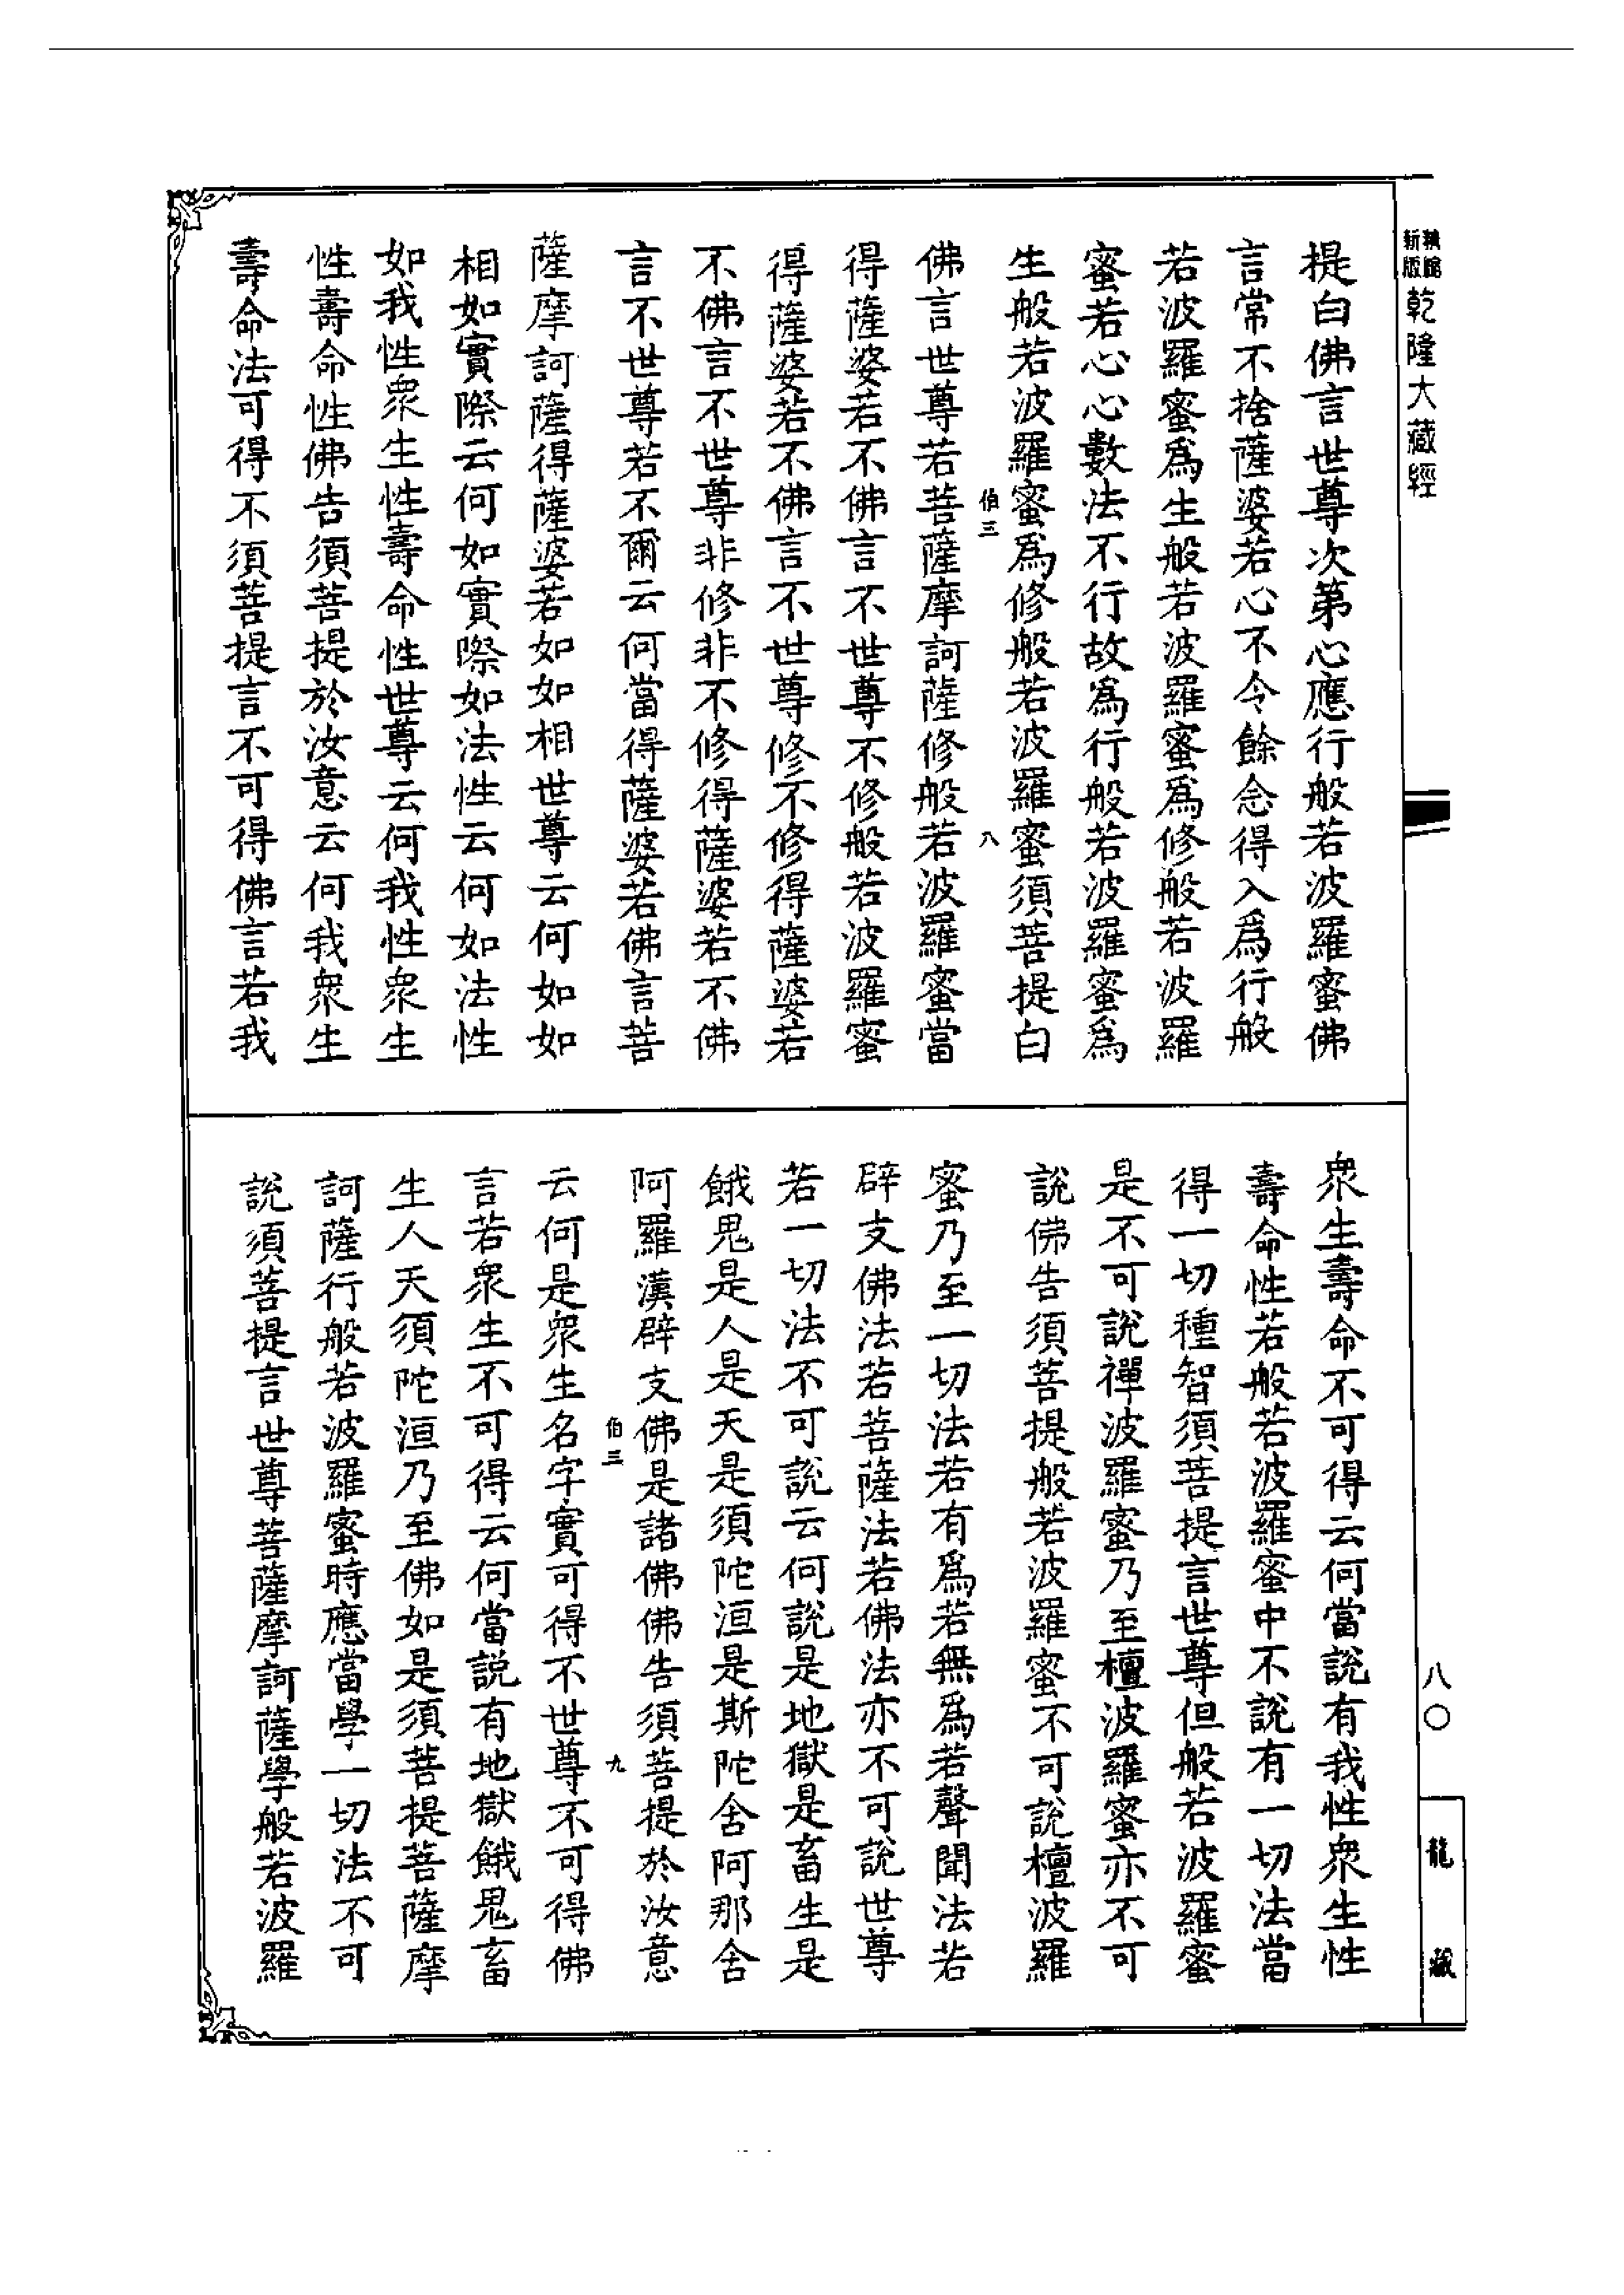 新版乾隆大藏經
提白佛言世尊次第心應行般若波羅蜜佛
言常不捨薩婆若心不令餘念得入爲行般
若波羅蜜爲生般若波羅蜜爲修般若波羅
蜜若心心數法不行故爲行般若波羅蜜爲
生般若波羅蜜爲修般若波羅蜜須菩提白
伯三
八
佛言世尊若菩薩摩訶薩修般若波羅蜜當
得薩婆若不佛言不世尊不修般若波羅蜜
得薩婆若不佛言不世尊修不修得薩婆若
不佛言不世尊非修非不修得薩婆若不佛
言不世尊若不爾云何當得薩婆若佛言菩
薩摩訶薩得薩婆若如如相世尊云何如如
相如實際云何如實際如法性云何如法性
如我性衆生性壽命性世尊云何我性衆生
性壽命性佛告須菩提於汝意云何我衆生
壽命法可得不須菩提言不可得佛言若我
衆生壽命不可得云何當說有我性衆生性
壽命性若般若波羅蜜中不說有一切法當
得一切種智須菩提言世尊但般若波羅蜜
是不可說禪波羅蜜乃至檀波羅蜜亦不可
說佛告須菩提般若波羅蜜不可說檀波羅
蜜乃至一切法若有爲若無爲若聲聞法若
辟支佛法若菩薩法若佛法亦不可說世尊
若一切法不可說云何說是地獄是畜生是
餓鬼是人是天是須陀洹是斯陀含阿那含
阿羅漢辟支佛是諸佛佛告須菩提於汝意
伯三
九
云何是衆生名字實可得不世尊不可得佛
言若衆生不可得云何當說有地獄餓鬼畜
生人天須陀洹乃至佛如是須菩提菩薩摩
訶薩行般若波羅蜜時應當學一切法不可
說須菩提言世尊菩薩摩訶薩學般若波羅
八〇
龍藏